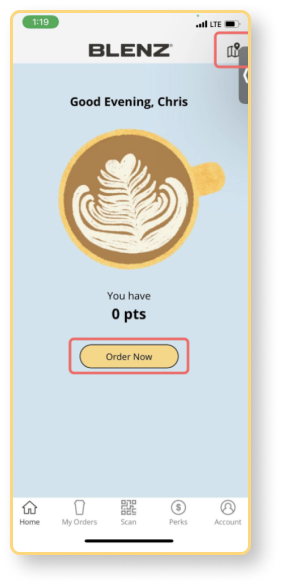 1:19
LTE
BLENZ
Good Evening, Chris
You have
0 pts
Order Now
Home
My Orders
Scan
Perks
Account